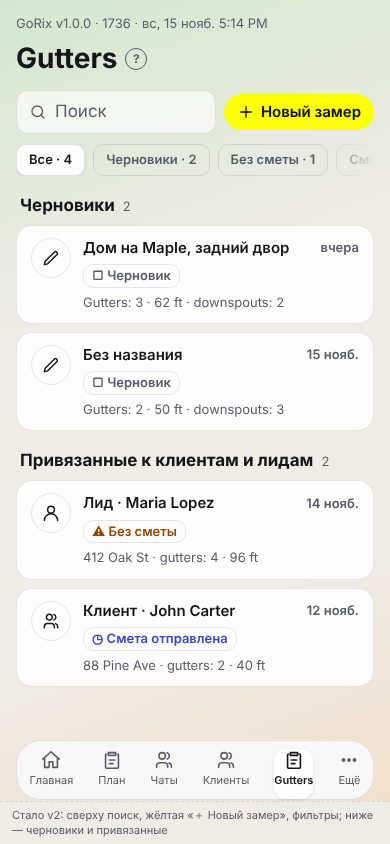 GoRix v1.0.0 · 1736 · вс, 15 нояб. 5:14 PM
Gutters ?
Поиск
+ Новый замер
Все · 4
Черновики · 2
Без сметы · 1
Черновики 2
Дом на Maple, задний двор
вчера
☐ Черновик
Gutters: 3 · 62 ft · downspouts: 2
Без названия
15 нояб.
☐ Черновик
Gutters: 2 · 50 ft · downspouts: 3
Привязанные к клиентам и лидам 2
Лид · Maria Lopez
14 нояб.
⚠ Без сметы
412 Oak St · gutters: 4 · 96 ft
Клиент · John Carter
12 нояб.
◷ Смета отправлена
88 Pine Ave · gutters: 2 · 40 ft
Главная
План
Чаты
Клиенты
Gutters
Ещё
Стало v2: сверху поиск, жёлтая «＋ Новый замер», фильтры; ниже
— черновики и привязанные